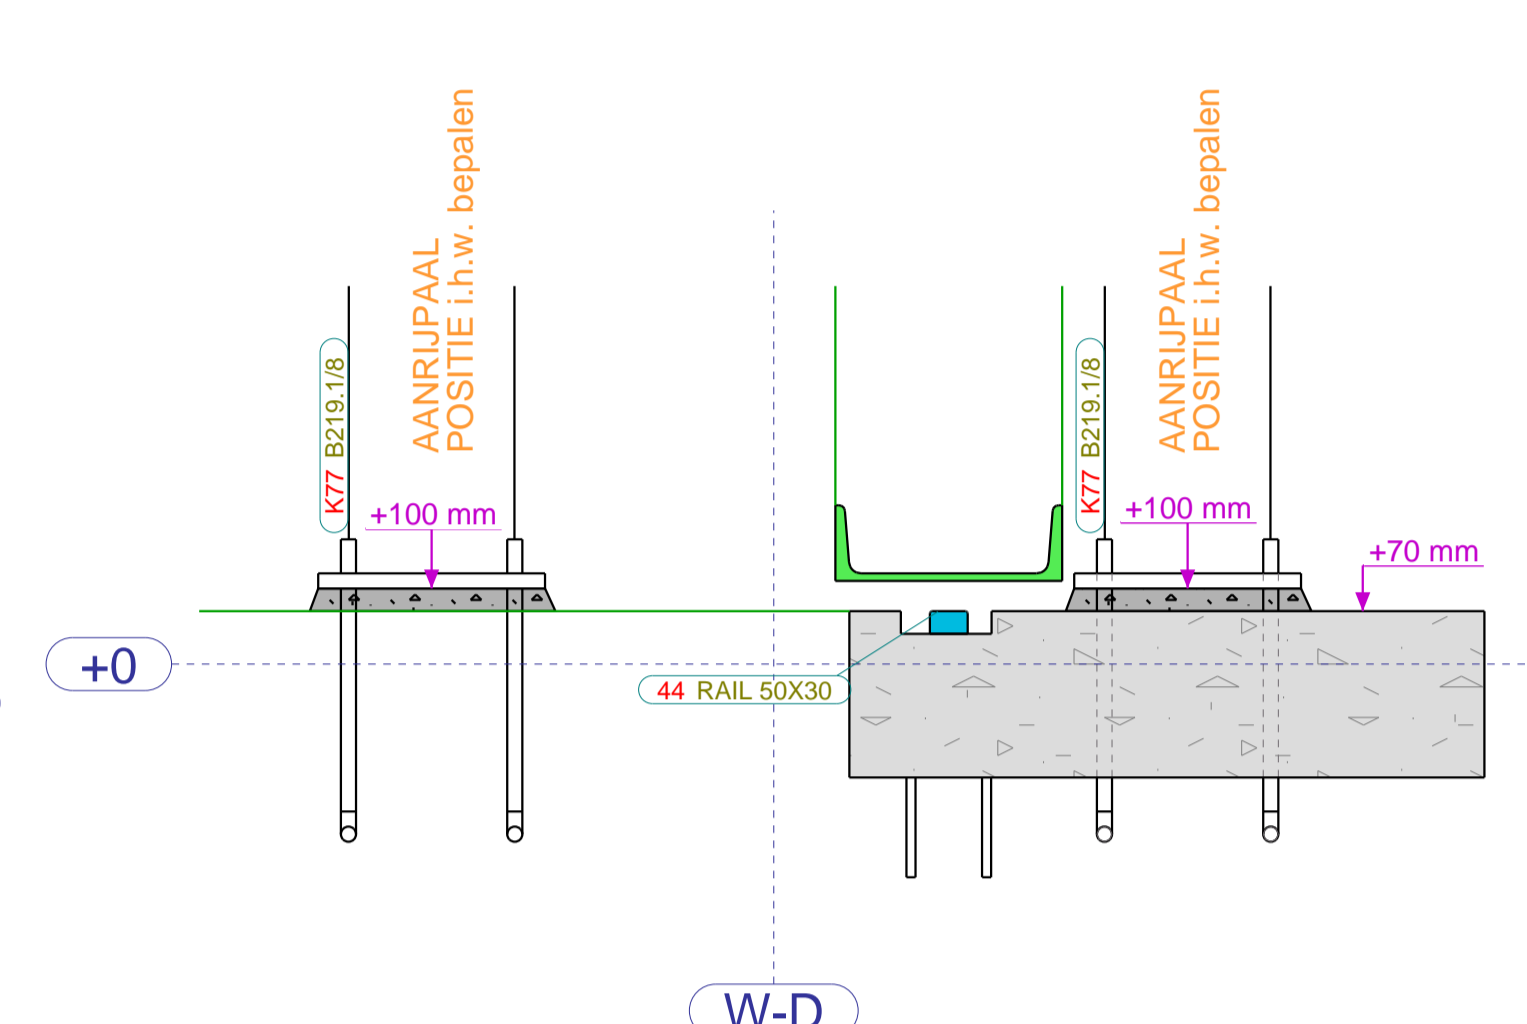 AANRIJPAAL
POSITIE i.h.w. bepalen
K77 B219.1/8
+100 mm
AANRIJPAAL
POSITIE i.h.w. bepalen
K77 B219.1/8
+100 mm
+70 mm
+0
44 RAIL 50X30
W-D